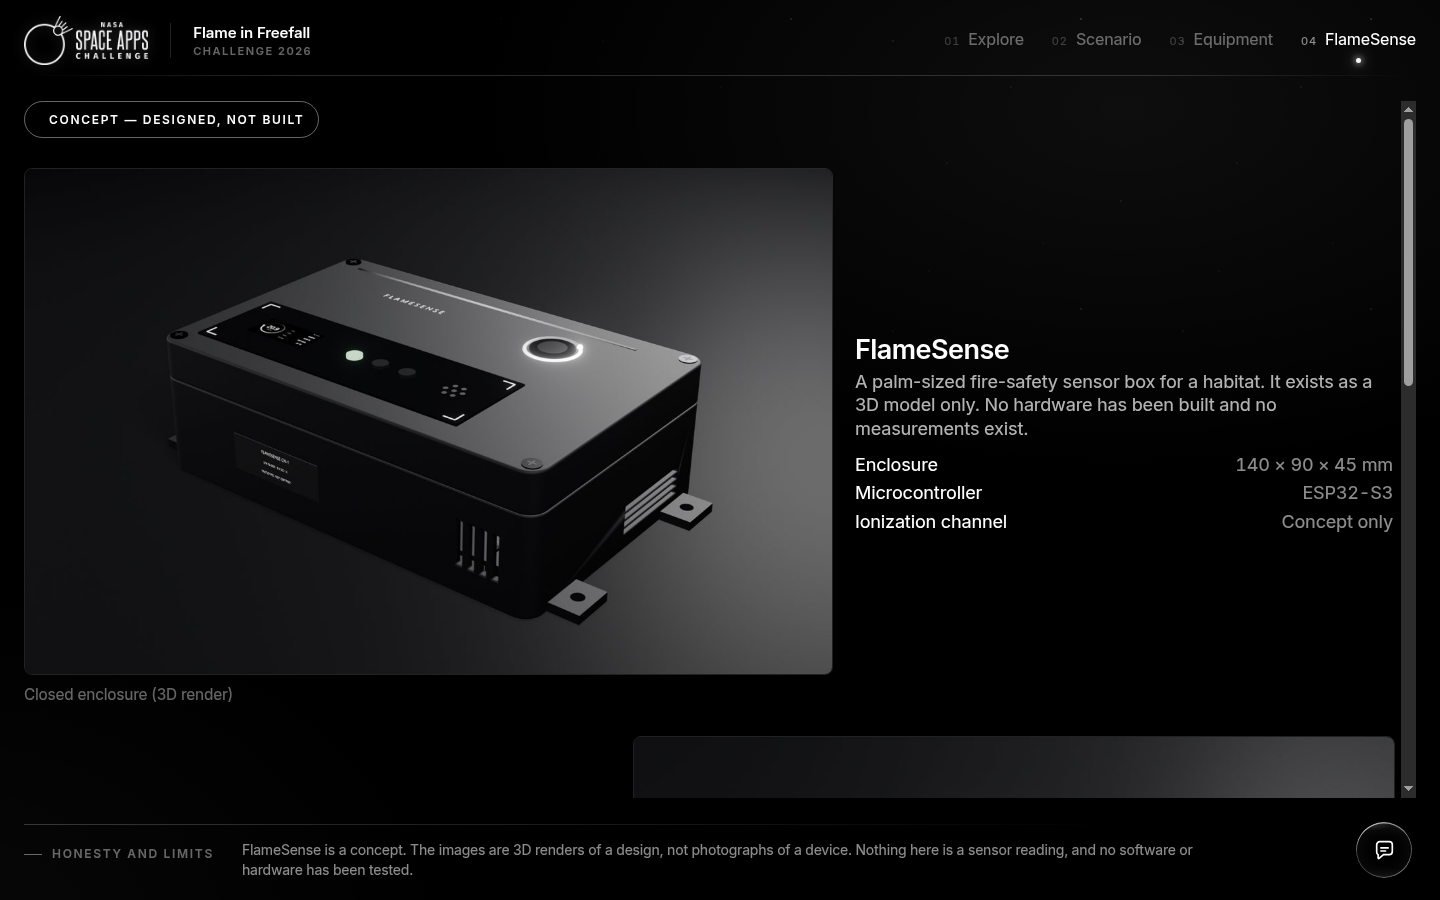 NASA
SPACE APPS
CHALLENGE
Flame in Freefall
CHALLENGE 2026
01 Explore
02 Scenario
03 Equipment
04 FlameSense
CONCEPT — DESIGNED, NOT BUILT
FLAMESENSE
FlameSense
A palm-sized fire-safety sensor box for a habitat. It exists as a
3D model only. No hardware has been built and no
measurements exist.
Enclosure 140 × 90 × 45 mm
Microcontroller ESP32-S3
Ionization channel Concept only
Closed enclosure (3D render)
— HONESTY AND LIMITS
FlameSense is a concept. The images are 3D renders of a design, not photographs of a device. Nothing here is a sensor reading, and no software or
hardware has been tested.